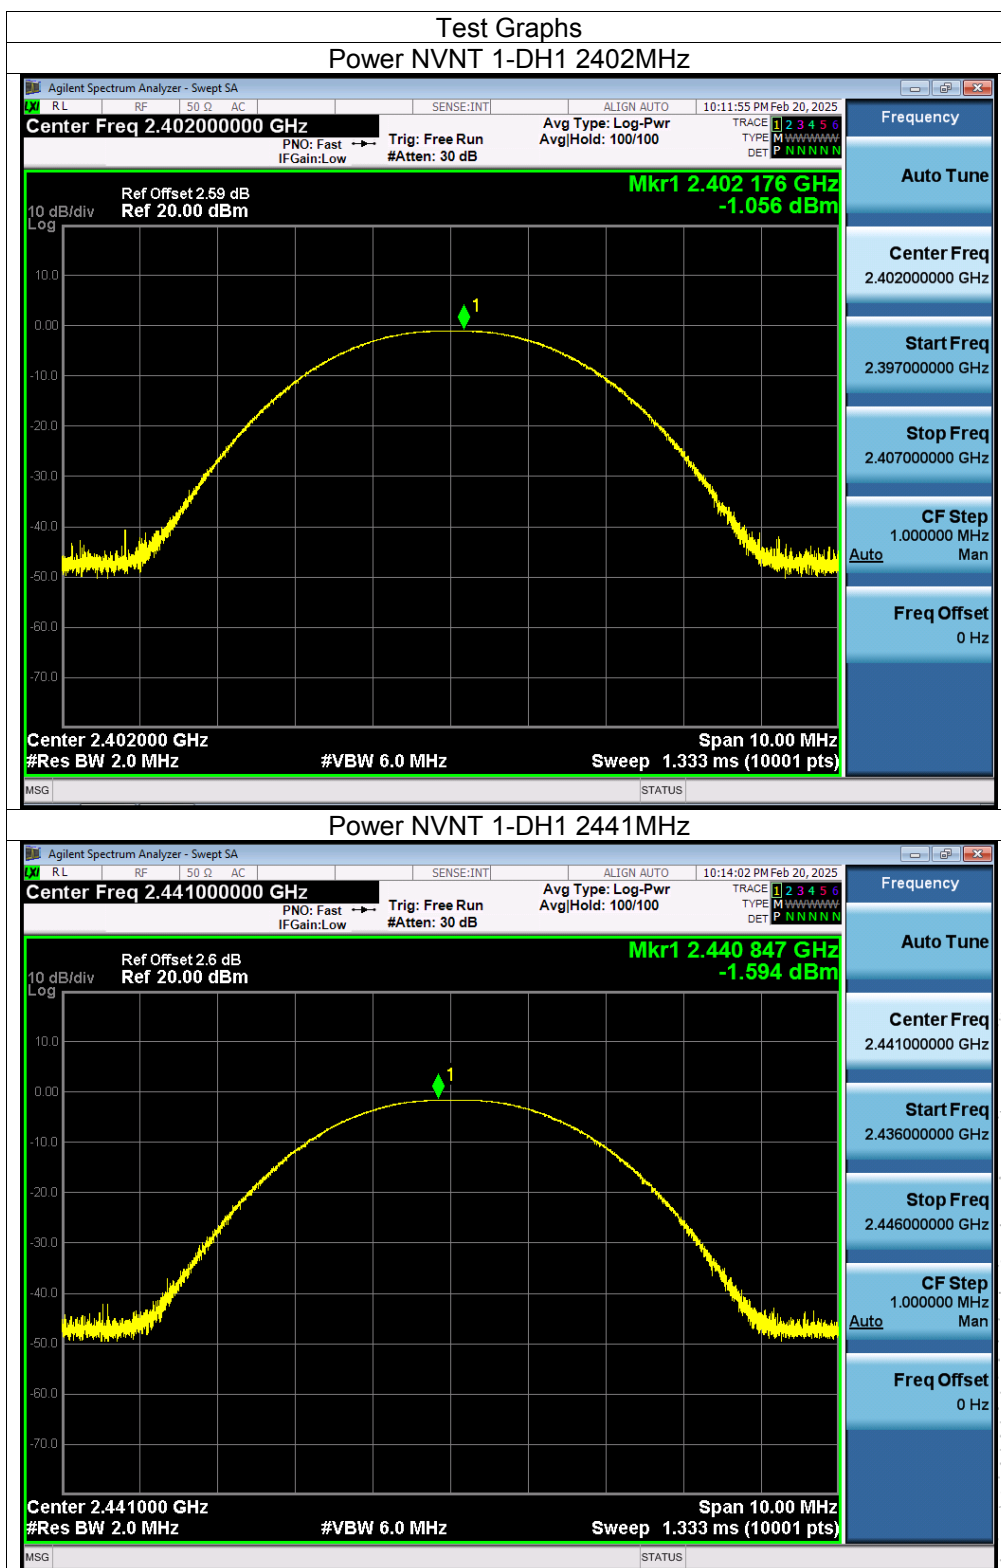 Test Graphs
Power NVNT 1-DH1 2402MHz
Agilent Spectrum Analyzer - Swept SA
LXI RL RF 50 Ω AC SENSE:INT ALIGN AUTO 10:11:55 PM Feb 20, 2025
Center Freq 2.402000000 GHz Avg Type: Log-Pwr TRACE 1 2 3 4 5 6
PNO: Fast Trig: Free Run Avg|Hold: 100/100 TYPE M WWWWW
IFGain:Low #Atten: 30 dB DET P N N N N N
Mkr1 2.402 176 GHz
-1.056 dBm
Ref Offset 2.59 dB
10 dB/div Ref 20.00 dBm
Log
10.0
1
0.00
-10.0
-20.0
-30.0
-40.0
-50.0
-60.0
-70.0
Center 2.402000 GHz Span 10.00 MHz
#Res BW 2.0 MHz #VBW 6.0 MHz Sweep 1.333 ms (10001 pts)
MSG STATUS
Frequency
Auto Tune
Center Freq
2.402000000 GHz
Start Freq
2.397000000 GHz
Stop Freq
2.407000000 GHz
CF Step
1.000000 MHz
Auto Man
Freq Offset
0 Hz
Power NVNT 1-DH1 2441MHz
Agilent Spectrum Analyzer - Swept SA
LXI RL RF 50 Ω AC SENSE:INT ALIGN AUTO 10:14:02 PM Feb 20, 2025
Center Freq 2.441000000 GHz Avg Type: Log-Pwr TRACE 1 2 3 4 5 6
PNO: Fast Trig: Free Run Avg|Hold: 100/100 TYPE M WWWWW
IFGain:Low #Atten: 30 dB DET P N N N N N
Mkr1 2.440 847 GHz
-1.594 dBm
Ref Offset 2.6 dB
10 dB/div Ref 20.00 dBm
Log
10.0
1
0.00
-10.0
-20.0
-30.0
-40.0
-50.0
-60.0
-70.0
Center 2.441000 GHz Span 10.00 MHz
#Res BW 2.0 MHz #VBW 6.0 MHz Sweep 1.333 ms (10001 pts)
MSG STATUS
Frequency
Auto Tune
Center Freq
2.441000000 GHz
Start Freq
2.436000000 GHz
Stop Freq
2.446000000 GHz
CF Step
1.000000 MHz
Auto Man
Freq Offset
0 Hz